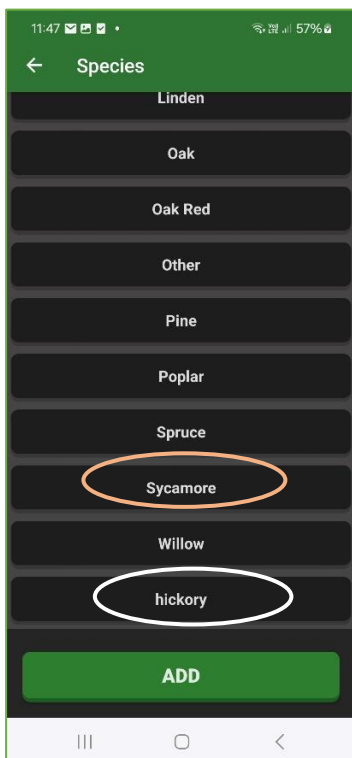 11:47 57%
Species
Linden
Oak
Oak Red
Other
Pine
Poplar
Spruce
Sycamore
Willow
hickory
ADD